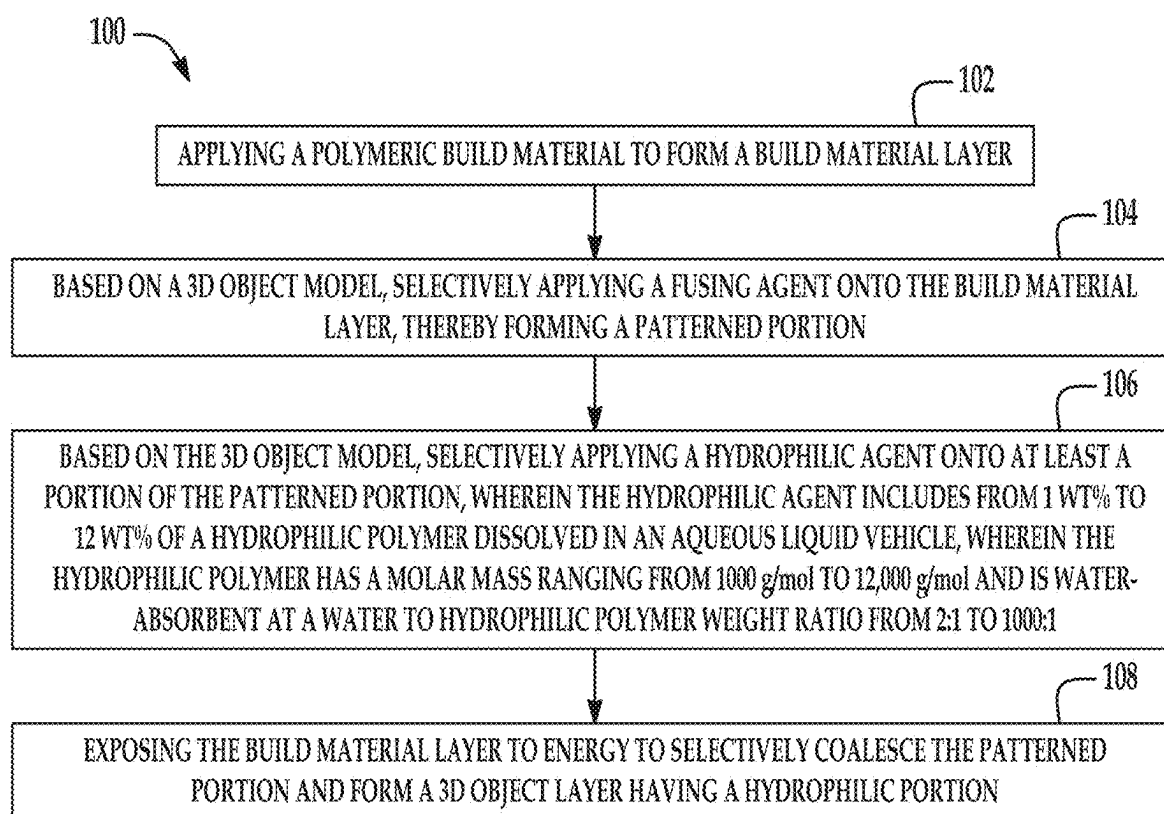 100
102
APPLYING A POLYMERIC BUILD MATERIAL TO FORM A BUILD MATERIAL LAYER
104
BASED ON A 3D OBJECT MODEL, SELECTIVELY APPLYING A FUSING AGENT ONTO THE BUILD MATERIAL
LAYER, THEREBY FORMING A PATTERNED PORTION
106
BASED ON THE 3D OBJECT MODEL, SELECTIVELY APPLYING A HYDROPHILIC AGENT ONTO AT LEAST A
PORTION OF THE PATTERNED PORTION, WHEREIN THE HYDROPHILIC AGENT INCLUDES FROM 1 WT% TO
12 WT% OF A HYDROPHILIC POLYMER DISSOLVED IN AN AQUEOUS LIQUID VEHICLE, WHEREIN THE
HYDROPHILIC POLYMER HAS A MOLAR MASS RANGING FROM 1000 g/mol TO 12,000 g/mol AND IS WATER-
ABSORBENT AT A WATER TO HYDROPHILIC POLYMER WEIGHT RATIO FROM 2:1 TO 1000:1
108
EXPOSING THE BUILD MATERIAL LAYER TO ENERGY TO SELECTIVELY COALESCE THE PATTERNED
PORTION AND FORM A 3D OBJECT LAYER HAVING A HYDROPHILIC PORTION